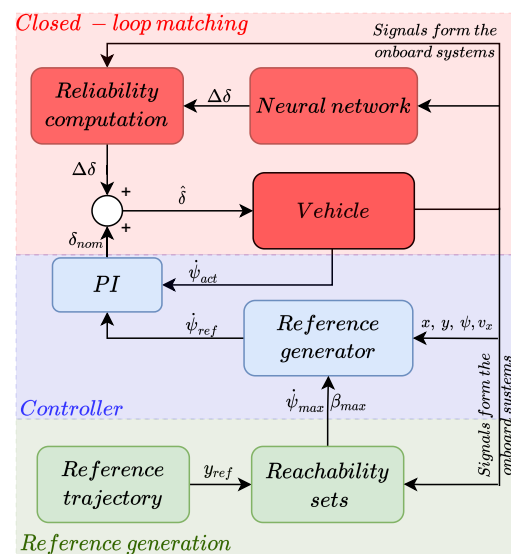 Closed – loop matching
Signals form the
onboard systems
Reliability
computation
Δδ
Neural network
Δδ
+
δ̂
+
δnom
Vehicle
PI
ψ̇act
ψ̇ref
Reference
generator
x, y, ψ, vx
Controller
ψ̇max
βmax
Signals form the
onboard systems
Reference
trajectory
yref
Reachability
sets
Reference generation